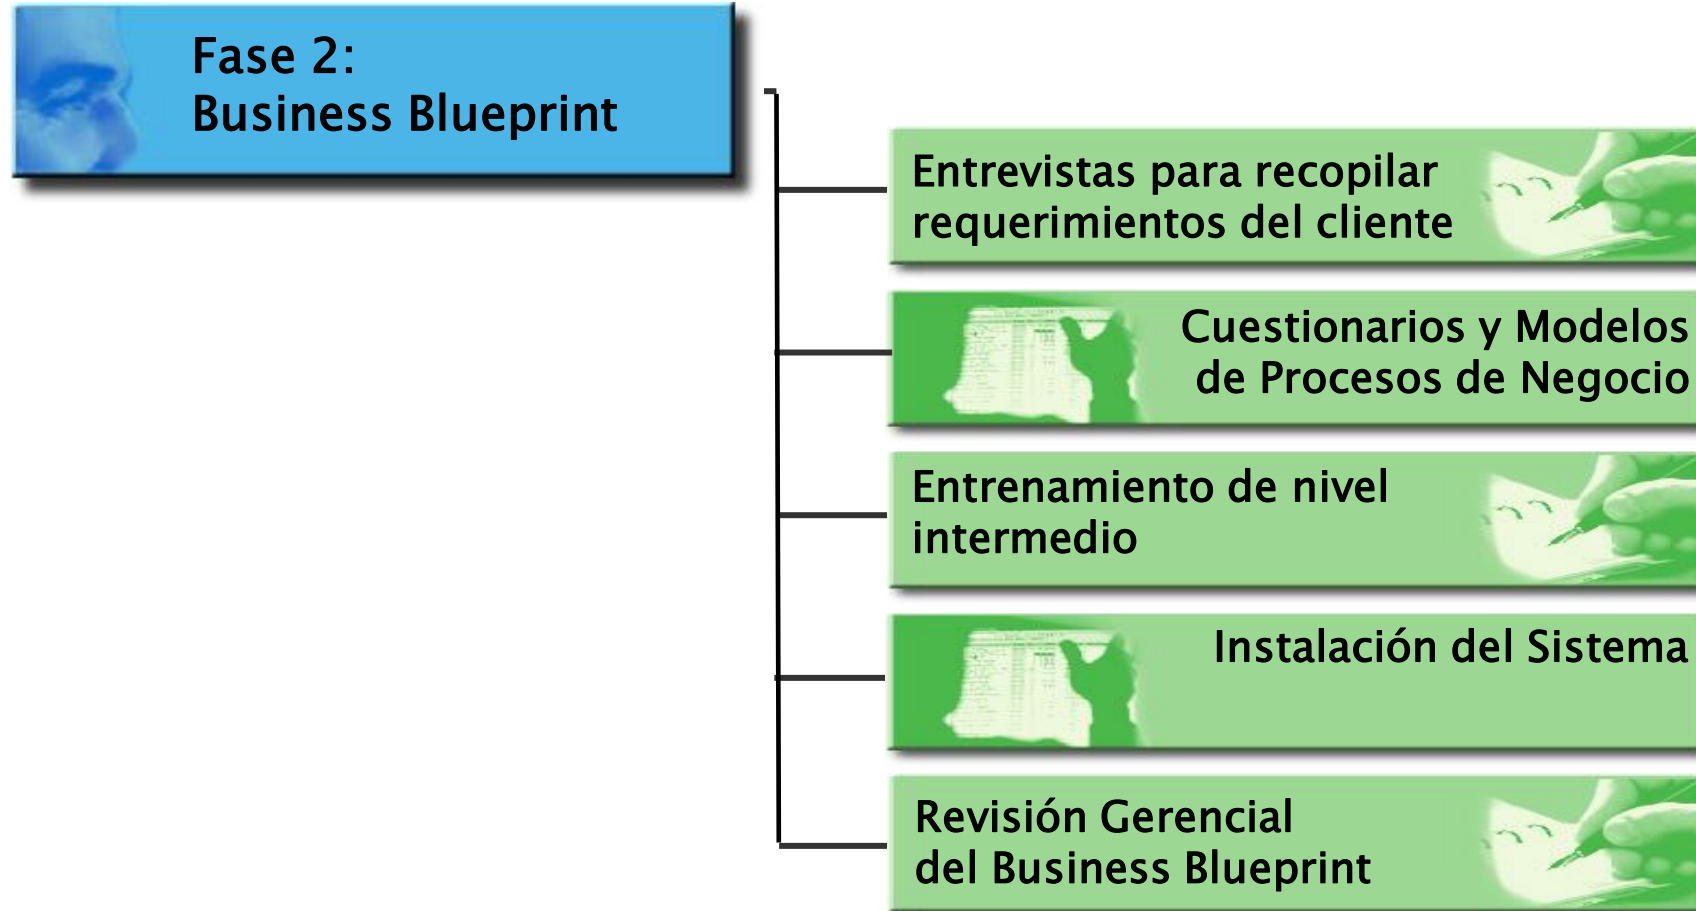 Fase 2:
Business Blueprint
Entrevistas para recopilar
requerimientos del cliente
Cuestionarios y Modelos
de Procesos de Negocio
Entrenamiento de nivel
intermedio
Instalación del Sistema
Revisión Gerencial
del Business Blueprint